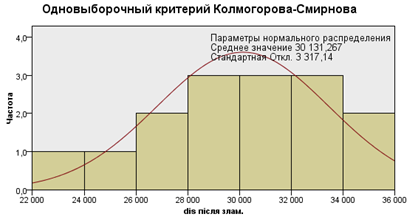 Одновыборочный критерий Колмогорова-Смирнова
Параметры нормального распределения
Среднее значение 30 131,267
Стандартная Откл. 3 317,14
4,0
3,0
2,0
1,0
0,0
Частота
22 000 24 000 26 000 28 000 30 000 32 000 34 000 36 000
dis після злам.